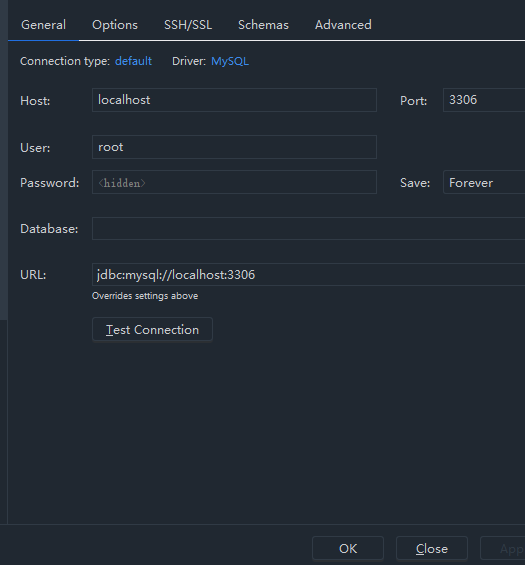 General Options SSH/SSL Schemas Advanced
Connection type: default Driver: MySQL
Host: localhost Port: 3306
User: root
Password: <hidden> Save: Forever
Database:
URL: jdbc:mysql://localhost:3306
Overrides settings above
Test Connection
OK Close App